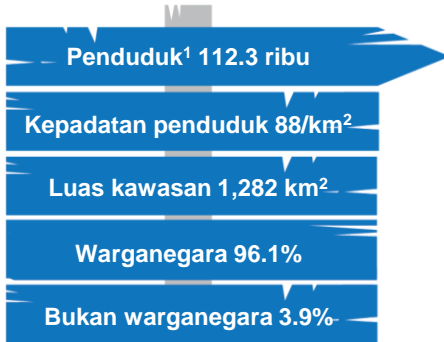 Penduduk¹ 112.3 ribu
Kepadatan penduduk 88/km²
Luas kawasan 1,282 km²
Warganegara 96.1%
Bukan warganegara 3.9%